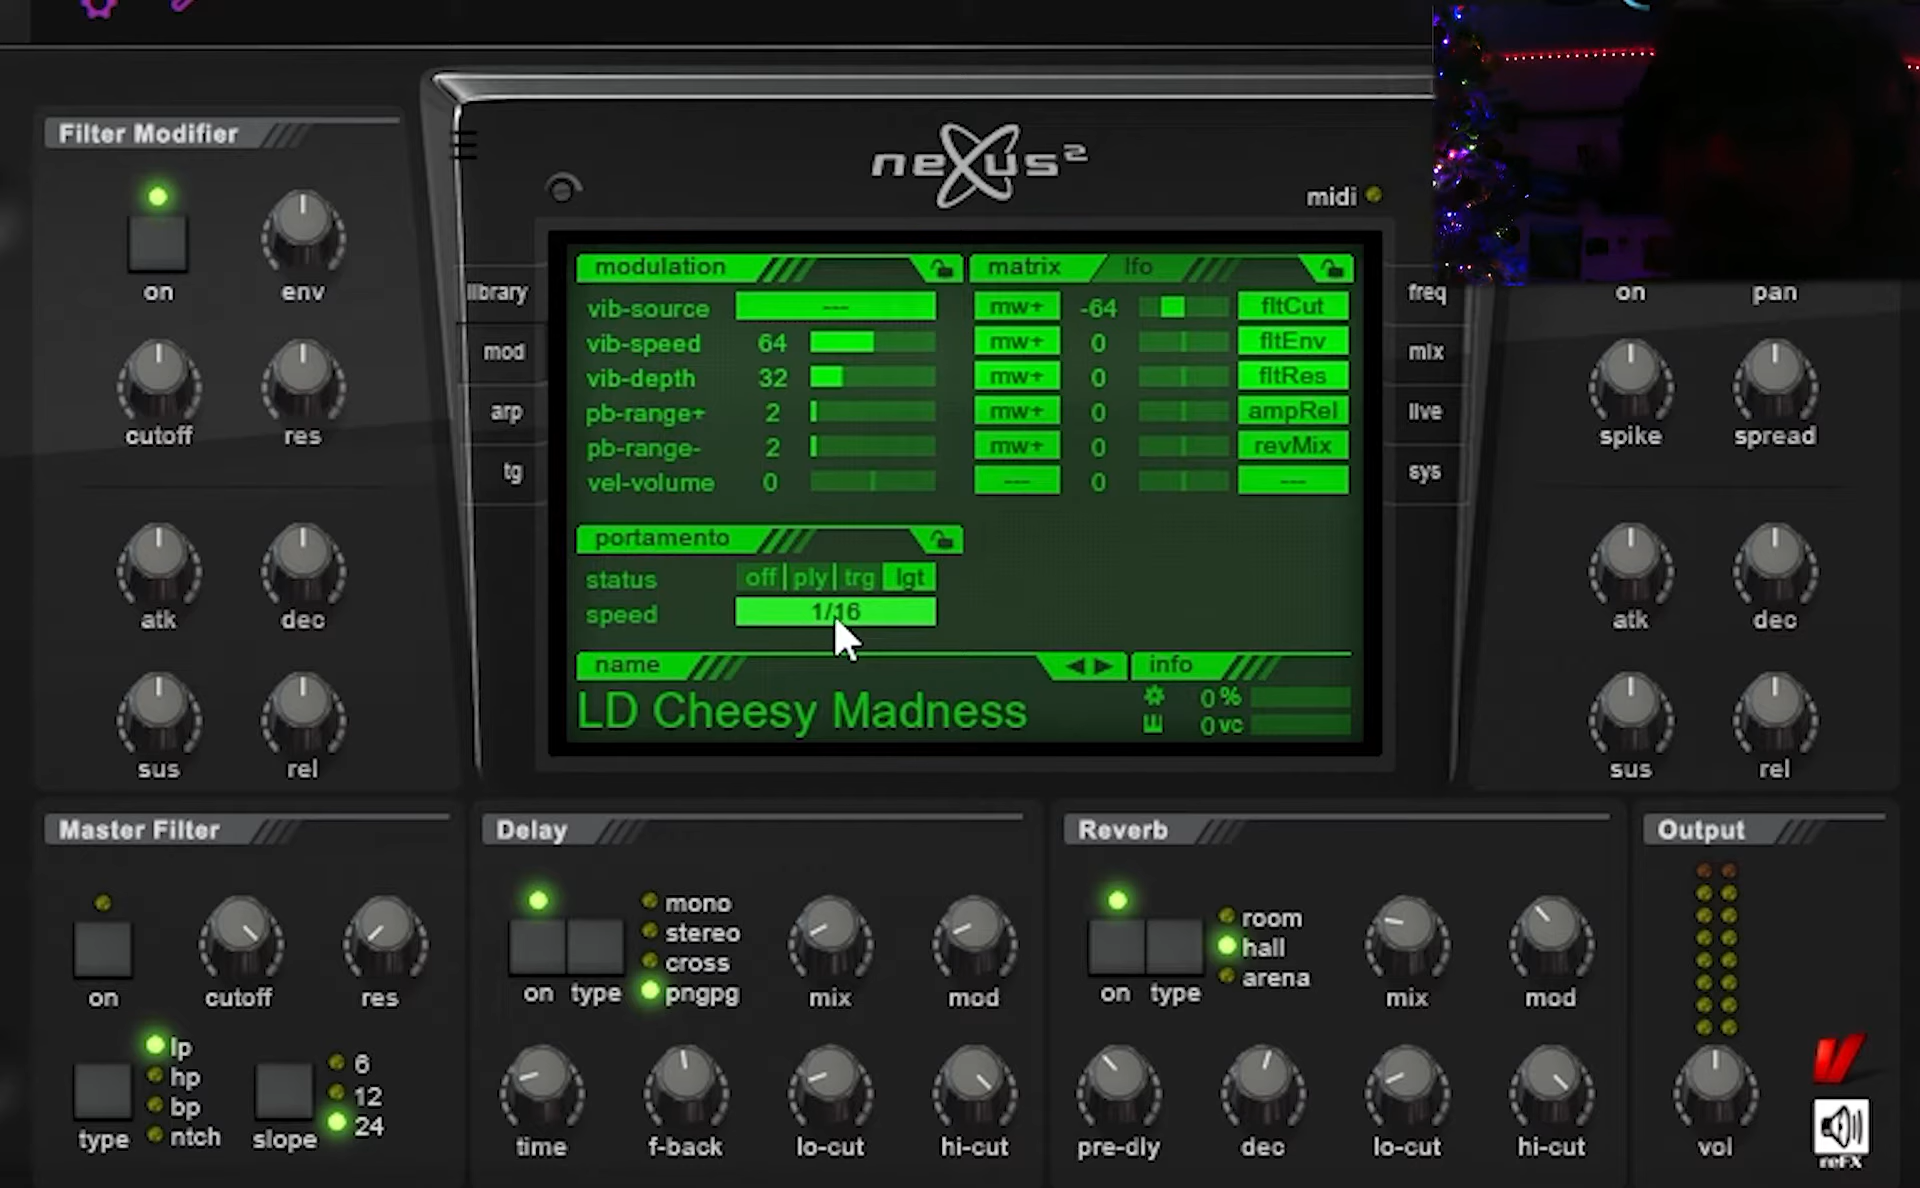 Filter Modifier
on
env
cutoff
res
atk
dec
sus
rel
library
mod
arp
tg
neXus²
midi
modulation
vib-source ---
vib-speed 64
vib-depth 32
pb-range+ 2
pb-range- 2
vel-volume 0
matrix lfo
mw+ -64 fltCut
mw+ 0 fltEnv
mw+ 0 fltRes
mw+ 0 ampRel
mw+ 0 revMix
--- 0 ---
portamento
status off ply trg lgt
speed 1/16
name
LD Cheesy Madness
info
0 %
0 vc
freq
mix
live
sys
on
pan
spike
spread
atk
dec
sus
rel
Master Filter
on
cutoff
res
type
lp
hp
bp
ntch
slope
6
12
24
Delay
on
type
mono
stereo
cross
pngpg
mix
mod
time
f-back
lo-cut
hi-cut
Reverb
on
type
room
hall
arena
mix
mod
pre-dly
dec
lo-cut
hi-cut
Output
vol
reFX